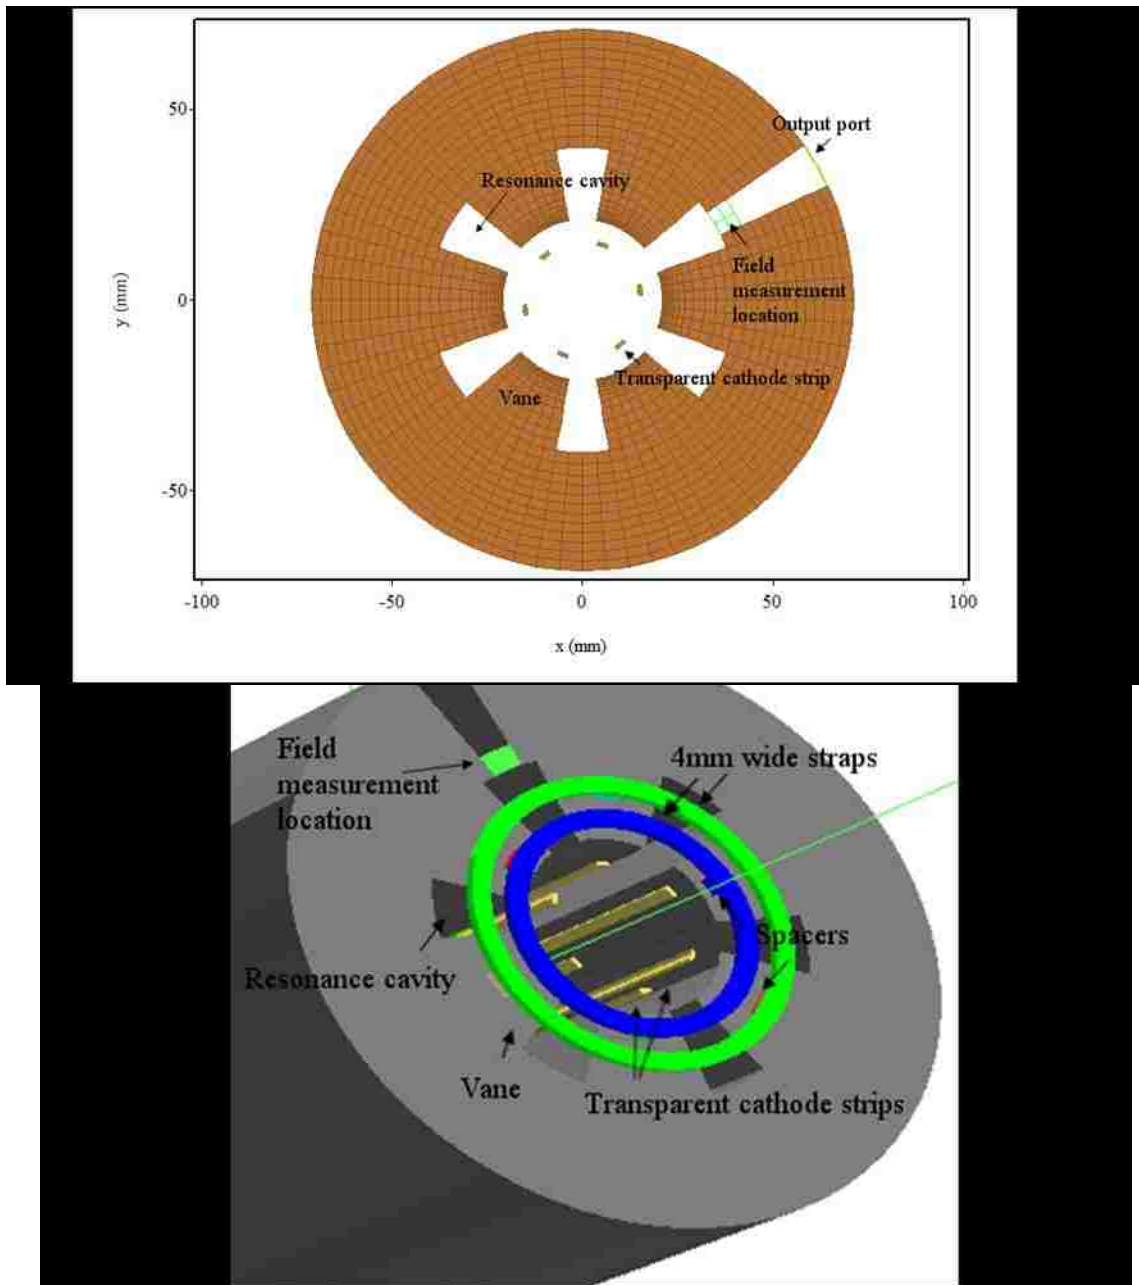 Output port
50
Resonance cavity
Field
measurement
location
y (mm)
0
Transparent cathode strip
Vane
-50
-100
-50
0
50
100
x (mm)
Field
measurement
location
4mm wide straps
Spacers
Resonance cavity
Vane
Transparent cathode strips